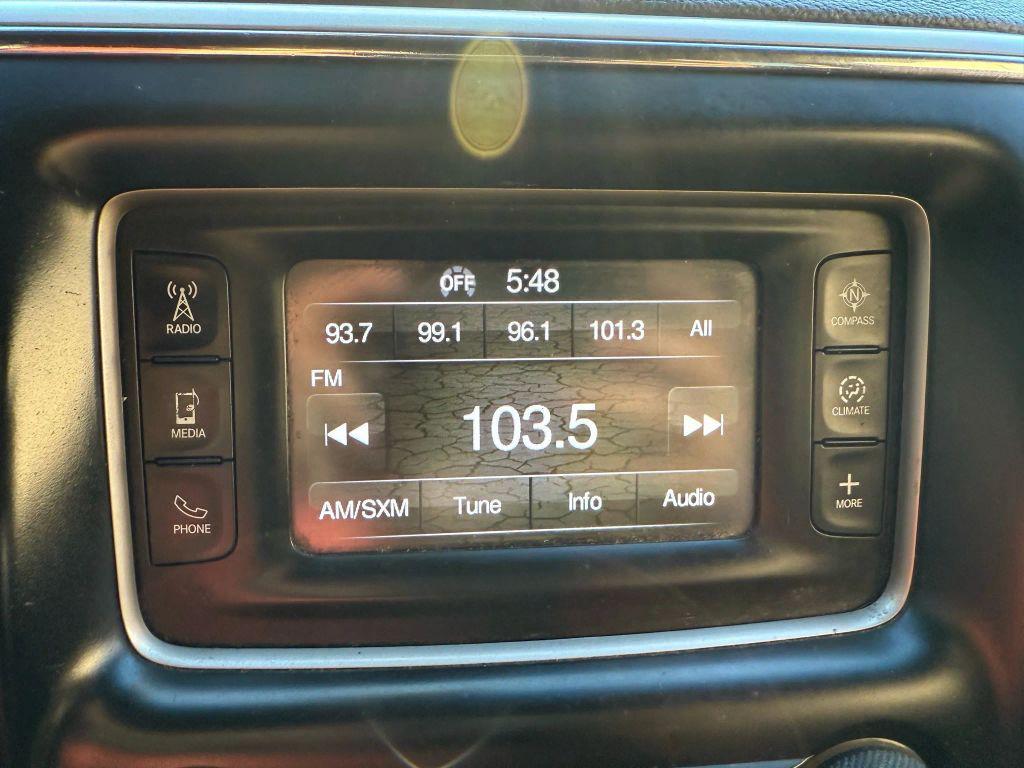 OFF 5:48
93.7 99.1 96.1 101.3 All
FM
103.5
AM/SXM Tune Info Audio
RADIO
MEDIA
PHONE
N
COMPASS
CLIMATE
+
MORE